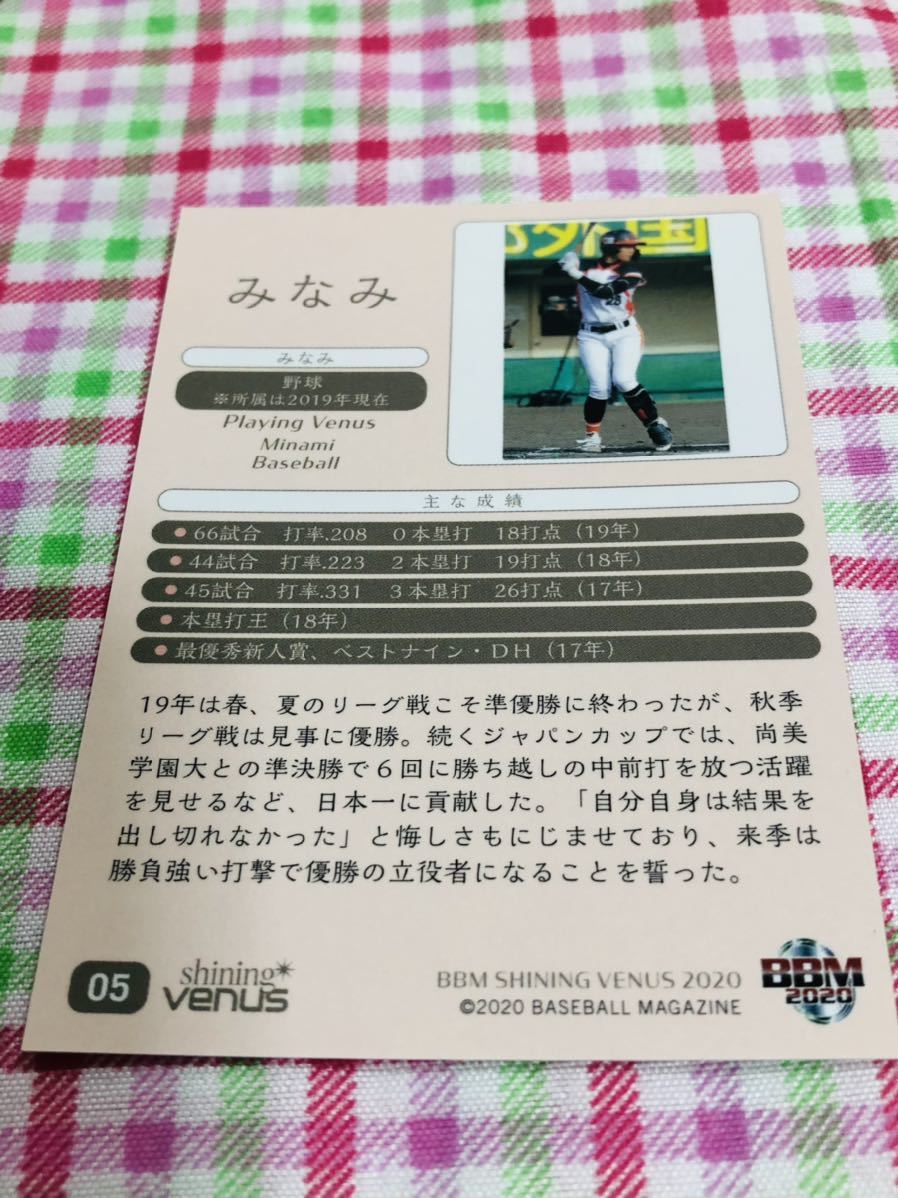 みなみ
みなみ
野球
※所属は2019年現在
Playing Venus
Minami
Baseball
外国
28
主な成績
●66試合 打率.208 0本塁打 18打点（19年）
●44試合 打率.223 2本塁打 19打点（18年）
●45試合 打率.331 3本塁打 26打点（17年）
●本塁打王（18年）
●最優秀新人賞、ベストナイン・DH（17年）
19年は春、夏のリーグ戦こそ準優勝に終わったが、秋季
リーグ戦は見事に優勝。続くジャパンカップでは、尚美
学園大との準決勝で6回に勝ち越しの中前打を放つ活躍
を見せるなど、日本一に貢献した。「自分自身は結果を
出し切れなかった」と悔しさもにじませており、来季は
勝負強い打撃で優勝の立役者になることを誓った。
05
shining
venus
BBM SHINING VENUS 2020
©2020 BASEBALL MAGAZINE
BBM
2020